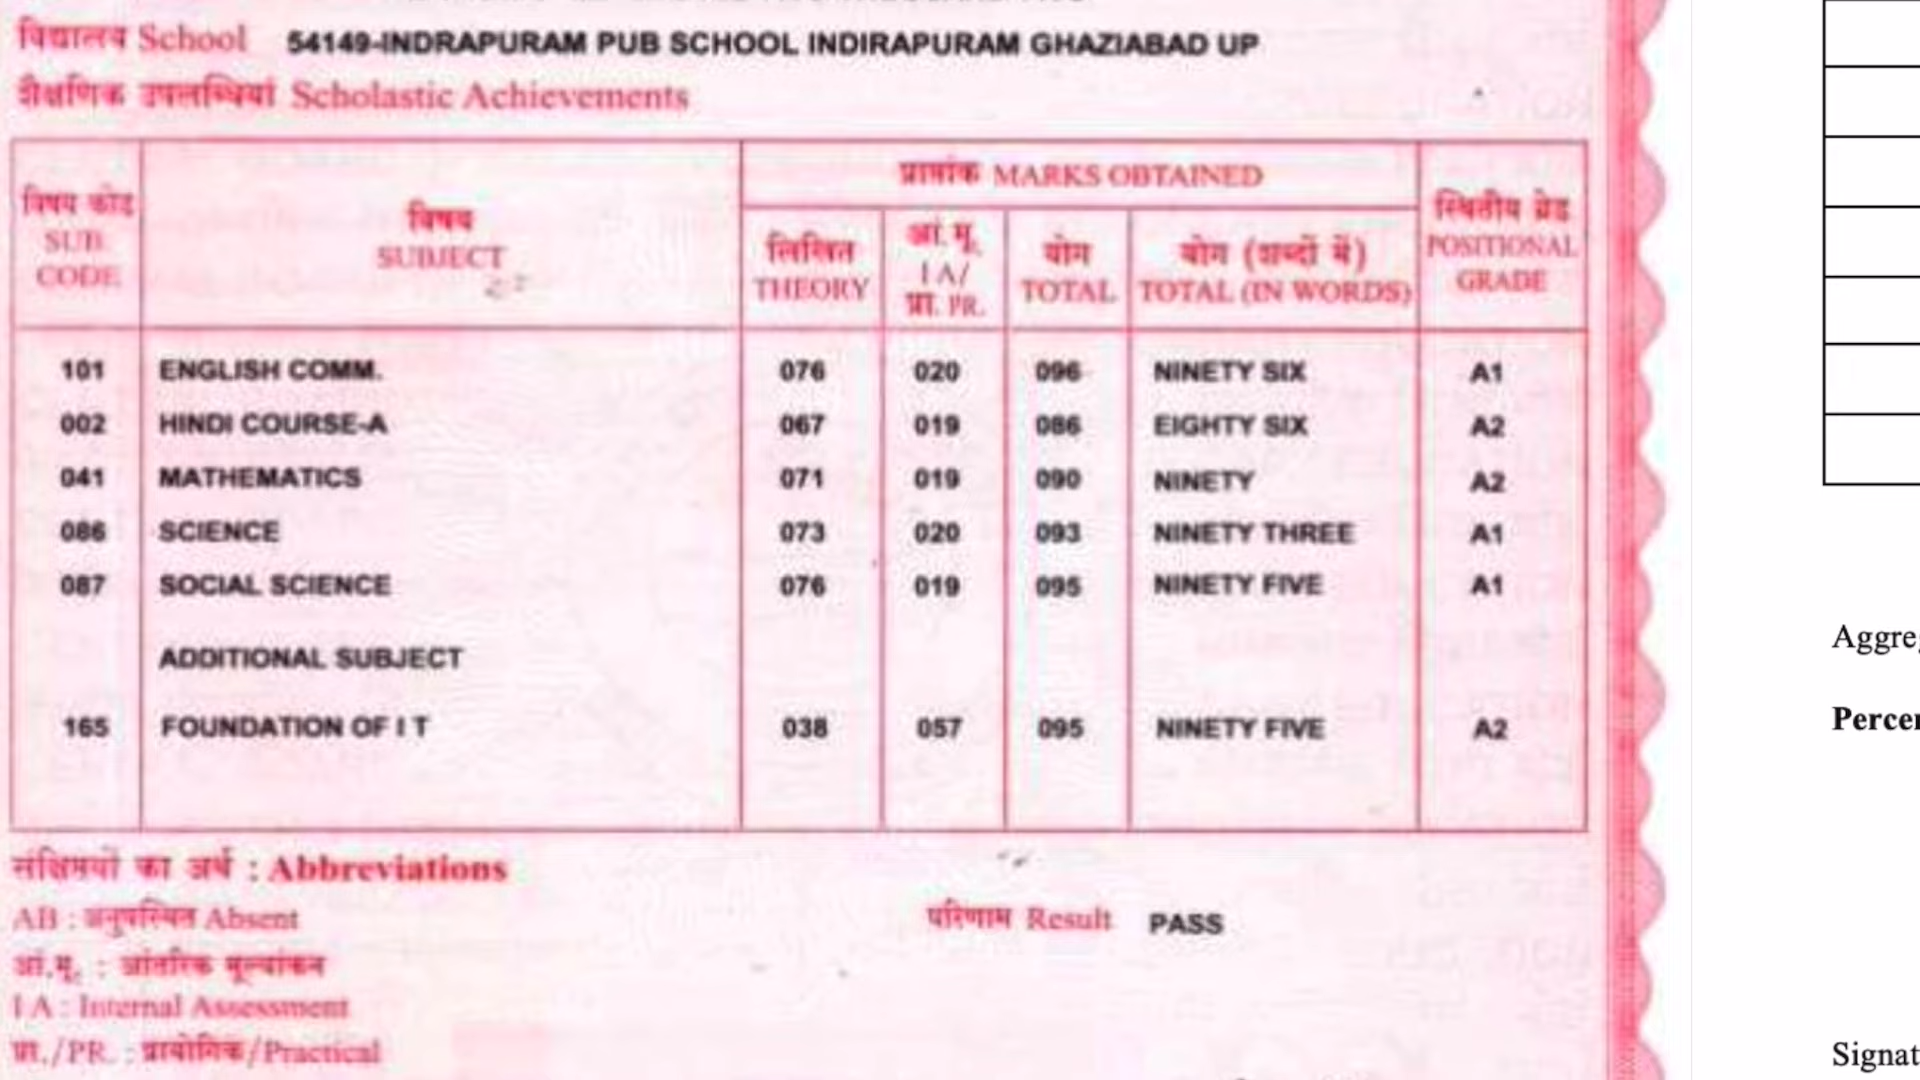 विद्यालय School 54149-INDRAPURAM PUB SCHOOL INDIRAPURAM GHAZIABAD UP
शैक्षणिक उपलब्धियां Scholastic Achievements
विषय कोड SUB. CODE
विषय SUBJECT
प्राप्तांक MARKS OBTAINED
लिखित THEORY
आं.मू. I A/ प्रा. PR.
योग TOTAL
योग (शब्दों में) TOTAL (IN WORDS)
स्थितीय ग्रेड POSITIONAL GRADE
101 ENGLISH COMM. 076 020 096 NINETY SIX A1
002 HINDI COURSE-A 067 019 086 EIGHTY SIX A2
041 MATHEMATICS 071 019 090 NINETY A2
086 SCIENCE 073 020 093 NINETY THREE A1
087 SOCIAL SCIENCE 076 019 095 NINETY FIVE A1
ADDITIONAL SUBJECT
165 FOUNDATION OF I T 038 057 095 NINETY FIVE A2
संक्षिप्तियों का अर्थ : Abbreviations
AB : अनुपस्थित Absent
परिणाम Result PASS
आं.मू. : आंतरिक मूल्यांकन
I A : Internal Assessment
प्रा./PR. : प्रायोगिक/Practical
Aggre
Percer
Signat